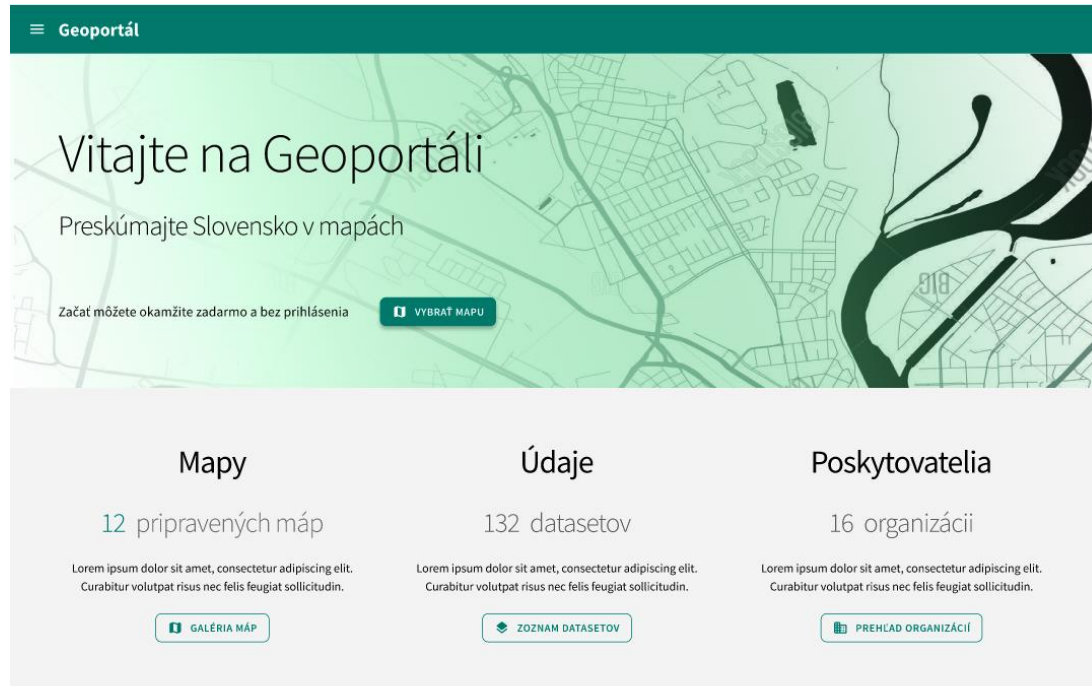 Geoportál
Vitajte na Geoportáli
Preskúmajte Slovensko v mapách
Začať môžete okamžite zadarmo a bez prihlásenia
VYBRAŤ MAPU
BIG
Mapy
12 pripravených máp
Lorem ipsum dolor sit amet, consectetur adipiscing elit.
Curabitur volutpat risus nec felis feugiat sollicitudin.
GALÉRIA MÁP
Údaje
132 datasetov
Lorem ipsum dolor sit amet, consectetur adipiscing elit.
Curabitur volutpat risus nec felis feugiat sollicitudin.
ZOZNAM DATASETOV
Poskytovatelia
16 organizácii
Lorem ipsum dolor sit amet, consectetur adipiscing elit.
Curabitur volutpat risus nec felis feugiat sollicitudin.
PREHĽAD ORGANIZÁCIÍ